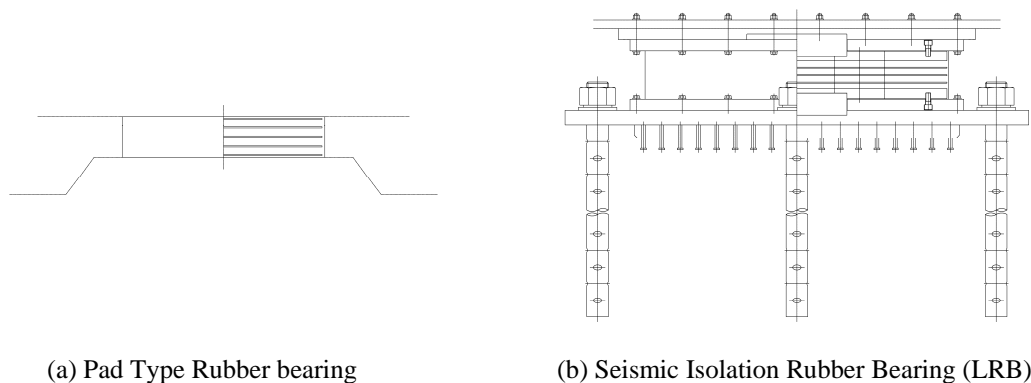 (a) Pad Type Rubber bearing
(b) Seismic Isolation Rubber Bearing (LRB)